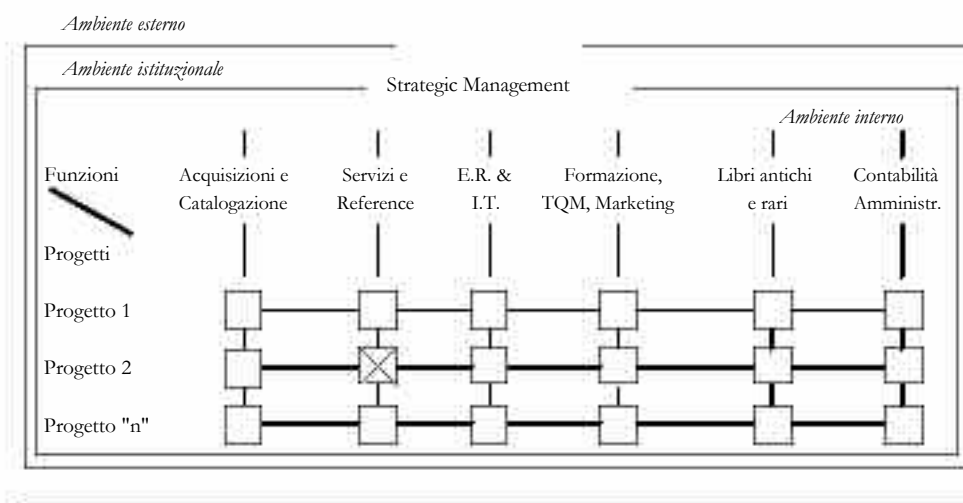 Ambiente esterno
Ambiente istituzionale
Strategic Management
Ambiente interno
Funzioni
Acquisizioni e
Catalogazione
Servizi e
Reference
E.R. &
I.T.
Formazione,
TQM, Marketing
Libri antichi
e rari
Contabilità
Amministr.
Progetti
Progetto 1
Progetto 2
Progetto "n"